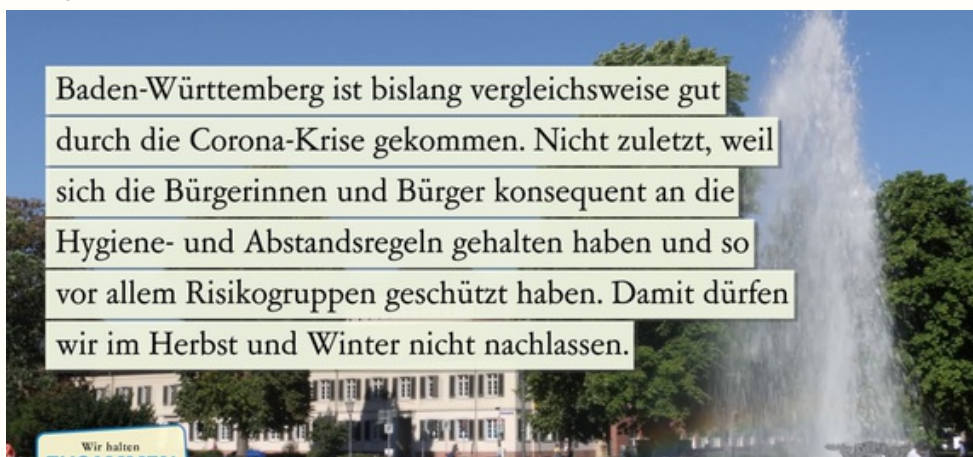 Baden-Württemberg ist bislang vergleichsweise gut
durch die Corona-Krise gekommen. Nicht zuletzt, weil
sich die Bürgerinnen und Bürger konsequent an die
Hygiene- und Abstandsregeln gehalten haben und so
vor allem Risikogruppen geschützt haben. Damit dürfen
wir im Herbst und Winter nicht nachlassen.
Wir halten